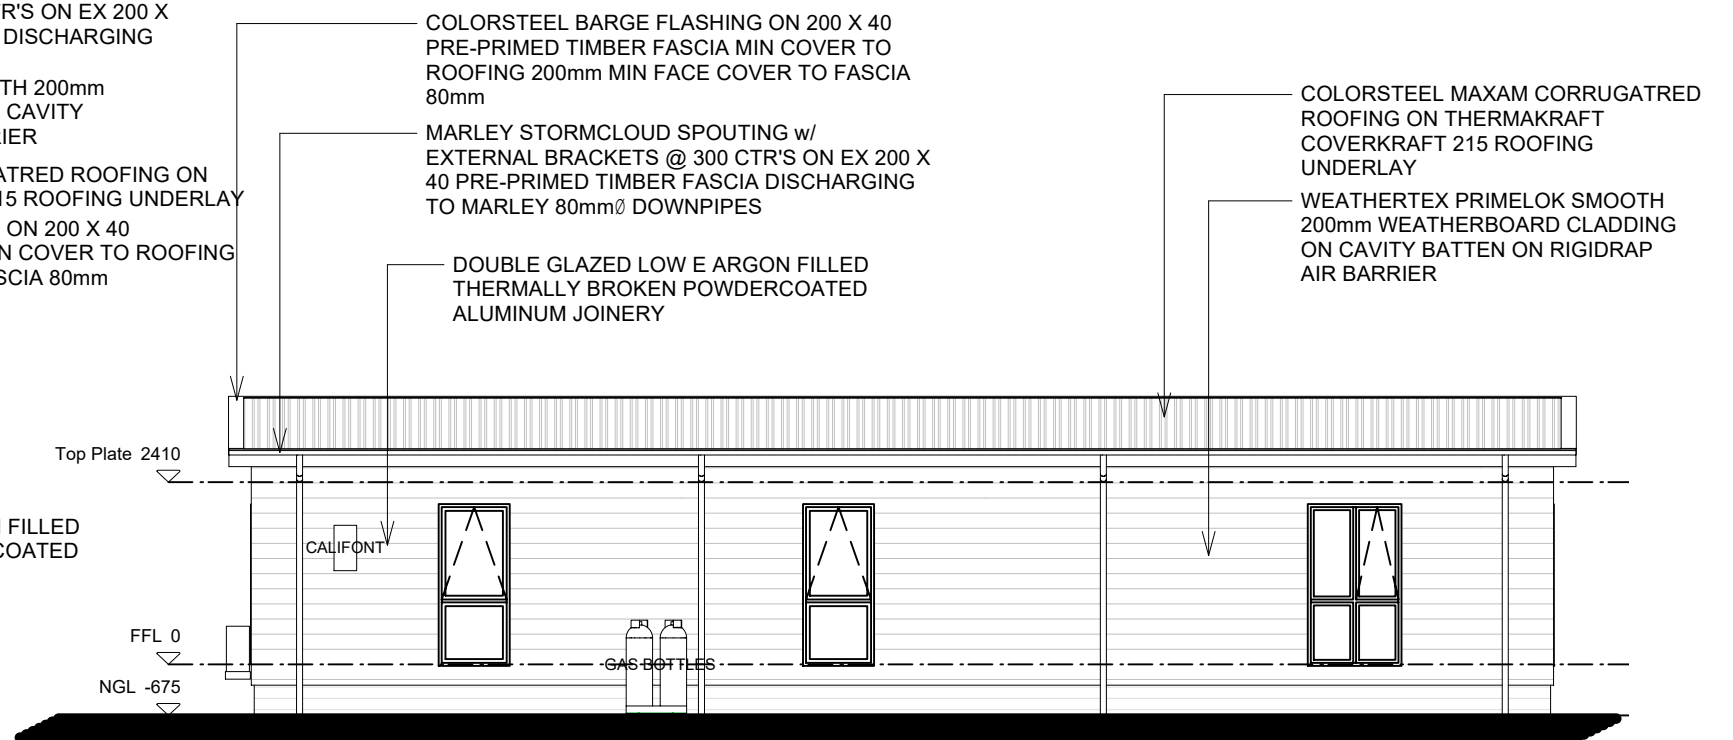 TR'S ON EX 200 X
DISCHARGING
TH 200mm
CAVITY
RIER
ATRED ROOFING ON
15 ROOFING UNDERLAY
ON 200 X 40
N COVER TO ROOFING
SCIA 80mm
COLORSTEEL BARGE FLASHING ON 200 X 40
PRE-PRIMED TIMBER FASCIA MIN COVER TO
ROOFING 200mm MIN FACE COVER TO FASCIA
80mm
MARLEY STORMCLOUD SPOUTING w/
EXTERNAL BRACKETS @ 300 CTR'S ON EX 200 X
40 PRE-PRIMED TIMBER FASCIA DISCHARGING
TO MARLEY 80mmØ DOWNPIPES
DOUBLE GLAZED LOW E ARGON FILLED
THERMALLY BROKEN POWDERCOATED
ALUMINUM JOINERY
COLORSTEEL MAXAM CORRUGATRED
ROOFING ON THERMAKRAFT
COVERKRAFT 215 ROOFING
UNDERLAY
WEATHERTEX PRIMELOK SMOOTH
200mm WEATHERBOARD CLADDING
ON CAVITY BATTEN ON RIGIDRAP
AIR BARRIER
Top Plate 2410
FILLED
COATED
CALIFONT
FFL 0
GAS BOTTLES
NGL -675